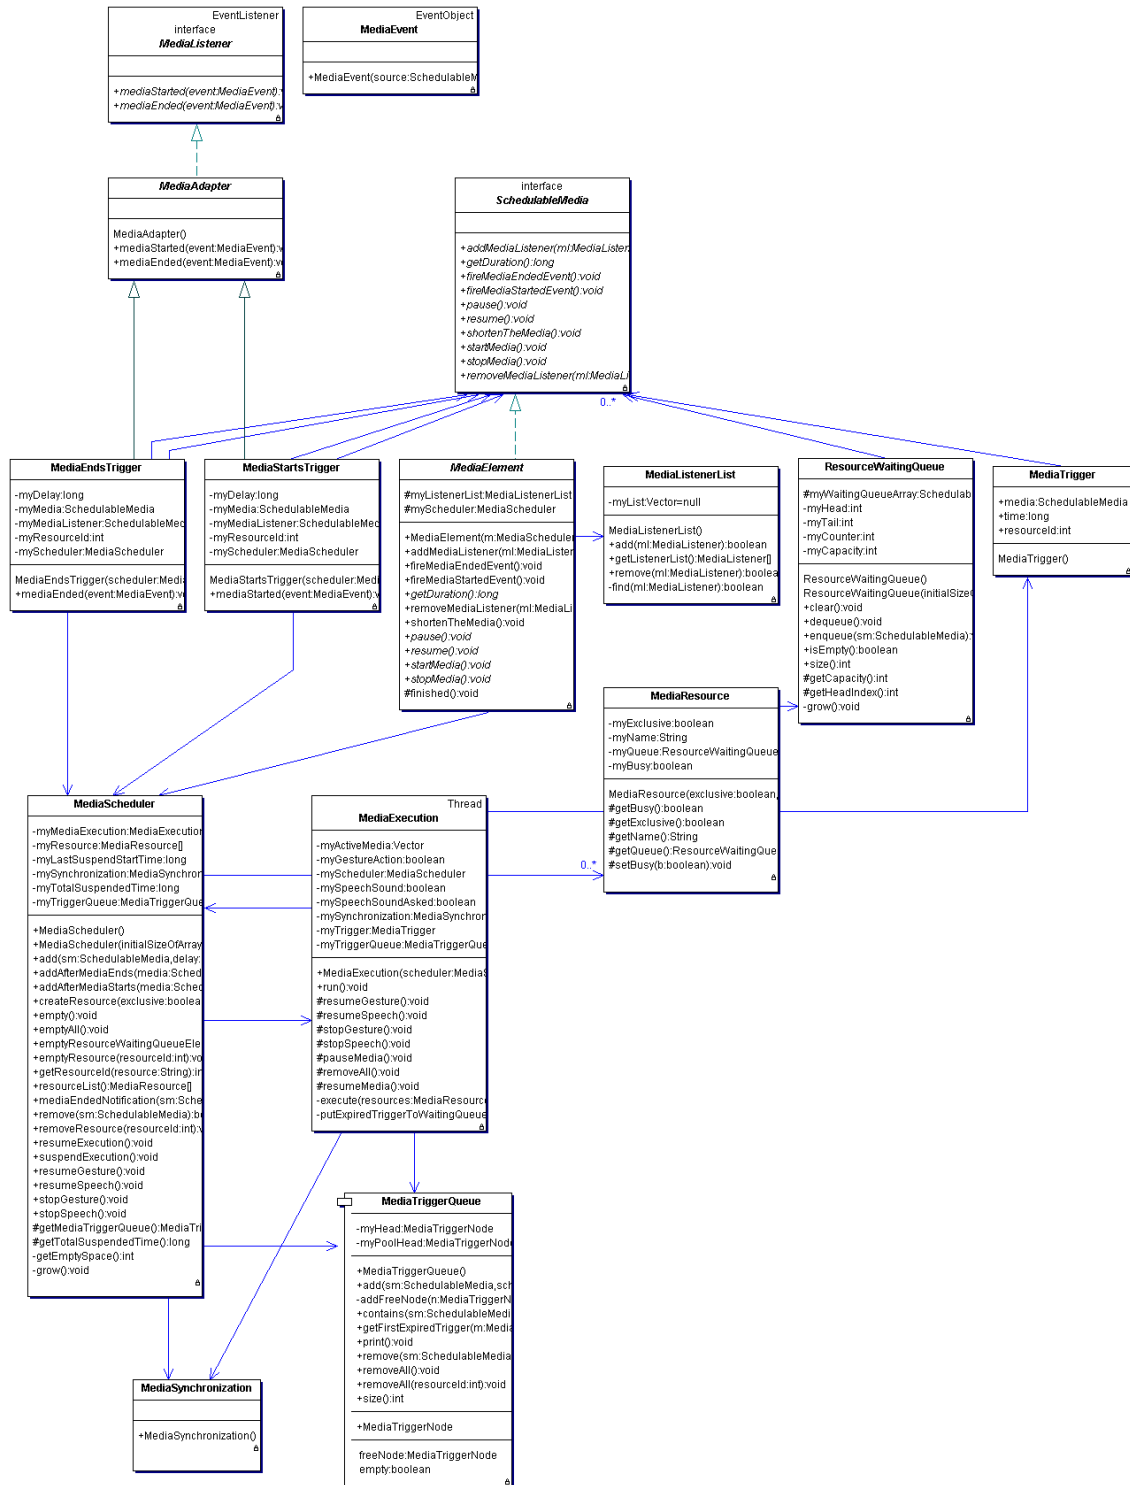 EventListener
interface
MediaListener
+mediaStarted(event:MediaEvent):
+mediaEnded(event:MediaEvent):v
EventObject
MediaEvent
+MediaEvent(source:SchedulableM
MediaAdapter
MediaAdapter()
+mediaStarted(event:MediaEvent):v
+mediaEnded(event:MediaEvent):v
interface
SchedulableMedia
+addMediaListener(ml:MediaListen
+getDuration():long
+fireMediaEndedEvent():void
+fireMediaStartedEvent():void
+pause():void
+resume():void
+shortenTheMedia():void
+startMedia():void
+stopMedia():void
+removeMediaListener(ml:MediaLi
0..*
MediaEndsTrigger
-myDelay:long
-myMedia:SchedulableMedia
-myMediaListener:SchedulableMed
-myResourceId:int
-myScheduler:MediaScheduler
MediaEndsTrigger(scheduler:Media
+mediaEnded(event:MediaEvent):vo
MediaStartsTrigger
-myDelay:long
-myMedia:SchedulableMedia
-myMediaListener:SchedulableMed
-myResourceId:int
-myScheduler:MediaScheduler
MediaStartsTrigger(scheduler:Medi
+mediaStarted(event:MediaEvent):v
MediaElement
#myListenerList:MediaListenerList
#myScheduler:MediaScheduler
+MediaElement(m:MediaScheduler
+addMediaListener(ml:MediaListen
+fireMediaEndedEvent():void
+fireMediaStartedEvent():void
+getDuration():long
+removeMediaListener(ml:MediaLi
+shortenTheMedia():void
+pause():void
+resume():void
+startMedia():void
+stopMedia():void
#finished():void
MediaListenerList
-myList:Vector=null
MediaListenerList()
+add(ml:MediaListener):boolean
+getListenerList():MediaListener[]
+remove(ml:MediaListener):boolea
-find(ml:MediaListener):boolean
ResourceWaitingQueue
#myWaitingQueueArray:Schedulab
-myHead:int
-myTail:int
-myCounter:int
-myCapacity:int
ResourceWaitingQueue()
ResourceWaitingQueue(initialSize
+clear():void
+dequeue():void
+enqueue(sm:SchedulableMedia):
+isEmpty():boolean
+size():int
#getCapacity():int
#getHeadIndex():int
-grow():void
MediaTrigger
+media:SchedulableMedia
+time:long
+resourceId:int
MediaTrigger()
MediaResource
-myExclusive:boolean
-myName:String
-myQueue:ResourceWaitingQueue
-myBusy:boolean
MediaResource(exclusive:boolean,
#getBusy():boolean
#getExclusive():boolean
#getName():String
#getQueue():ResourceWaitingQue
#setBusy(b:boolean):void
0..*
MediaScheduler
-myMediaExecution:MediaExecution
-myResource:MediaResource[]
-myLastSuspendStartTime:long
-mySynchronization:MediaSynchron
-myTotalSuspendedTime:long
-myTriggerQueue:MediaTriggerQue
+MediaScheduler()
+MediaScheduler(initialSizeOfArray
+add(sm:SchedulableMedia,delay:
+addAfterMediaEnds(media:Sched
+addAfterMediaStarts(media:Sched
+createResource(exclusive:boolea
+empty():void
+emptyAll():void
+emptyResourceWaitingQueueEle
+emptyResource(resourceId:int):vo
+getResourceId(resource:String):in
+resourceList():MediaResource[]
+mediaEndedNotification(sm:Sche
+remove(sm:SchedulableMedia):bo
+removeResource(resourceId:int):v
+resumeExecution():void
+suspendExecution():void
+resumeGesture():void
+resumeSpeech():void
+stopGesture():void
+stopSpeech():void
#getMediaTriggerQueue():MediaTri
#getTotalSuspendedTime():long
-getEmptySpace():int
-grow():void
Thread
MediaExecution
-myActiveMedia:Vector
-myGestureAction:boolean
-myScheduler:MediaScheduler
-mySpeechSound:boolean
-mySpeechSoundAsked:boolean
-mySynchronization:MediaSynchron
-myTrigger:MediaTrigger
-myTriggerQueue:MediaTriggerQue
+MediaExecution(scheduler:MediaS
+run():void
#resumeGesture():void
#resumeSpeech():void
#stopGesture():void
#stopSpeech():void
#pauseMedia():void
#removeAll():void
#resumeMedia():void
-execute(resources:MediaResource
-putExpiredTriggerToWaitingQueue
MediaTriggerQueue
-myHead:MediaTriggerNode
-myPoolHead:MediaTriggerNode
+MediaTriggerQueue()
+add(sm:SchedulableMedia,sch
-addFreeNode(n:MediaTriggerN
+contains(sm:SchedulableMedi
+getFirstExpiredTrigger(m:Media
+print():void
+remove(sm:SchedulableMedia
+removeAll():void
+removeAll(resourceId:int):void
+size():int
+MediaTriggerNode
freeNode:MediaTriggerNode
empty:boolean
MediaSynchronization
+MediaSynchronization()